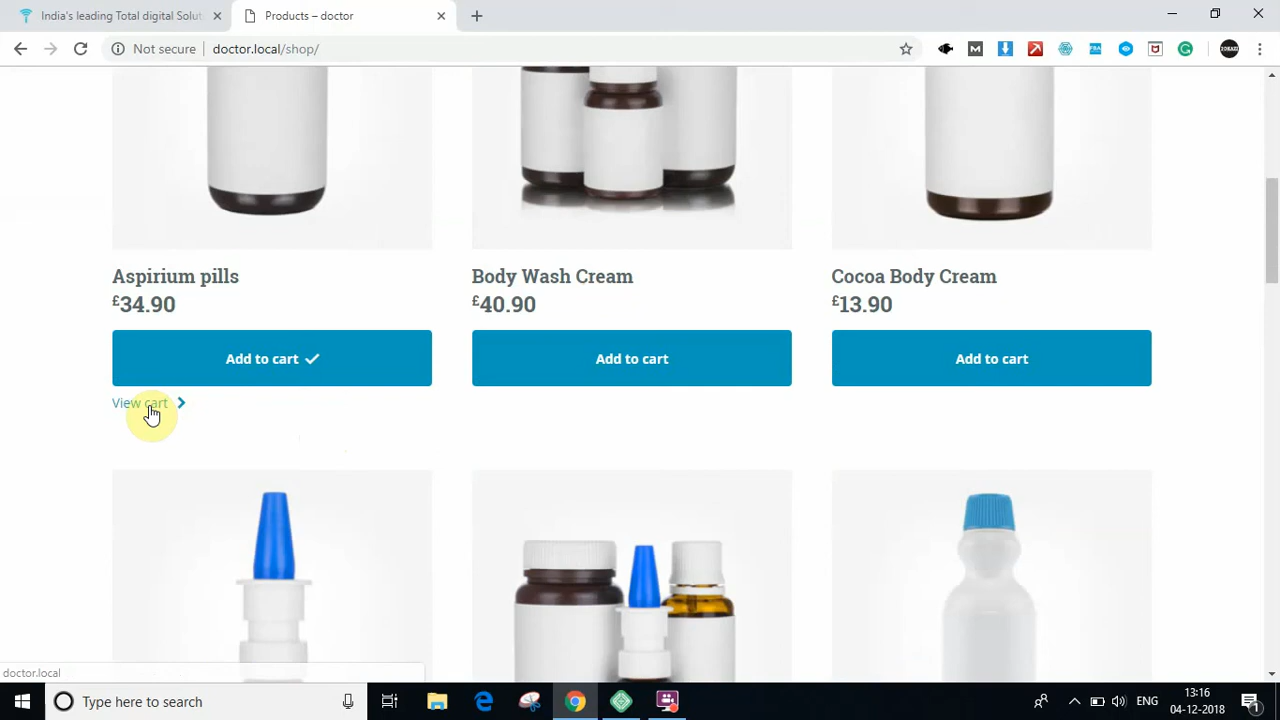 India's leading Total digital Solut
Products – doctor
Not secure
doctor.local/shop/
Aspirium pills
£34.90
Add to cart
View cart
Body Wash Cream
£40.90
Add to cart
Cocoa Body Cream
£13.90
Add to cart
doctor.local
Type here to search
ENG
13:16
04-12-2018